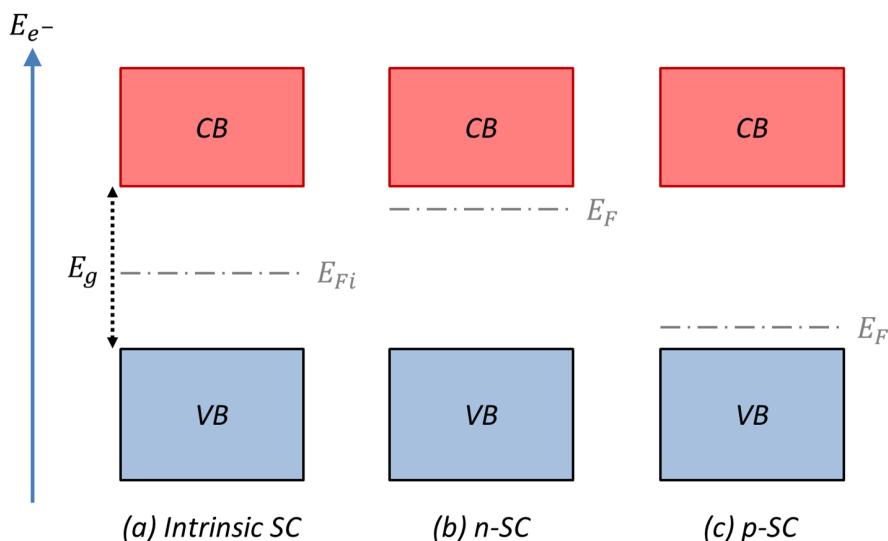 E_{e^-}
CB CB CB
E_F
E_g E_{Fi}
E_F
VB VB VB
(a) Intrinsic SC (b) n-SC (c) p-SC